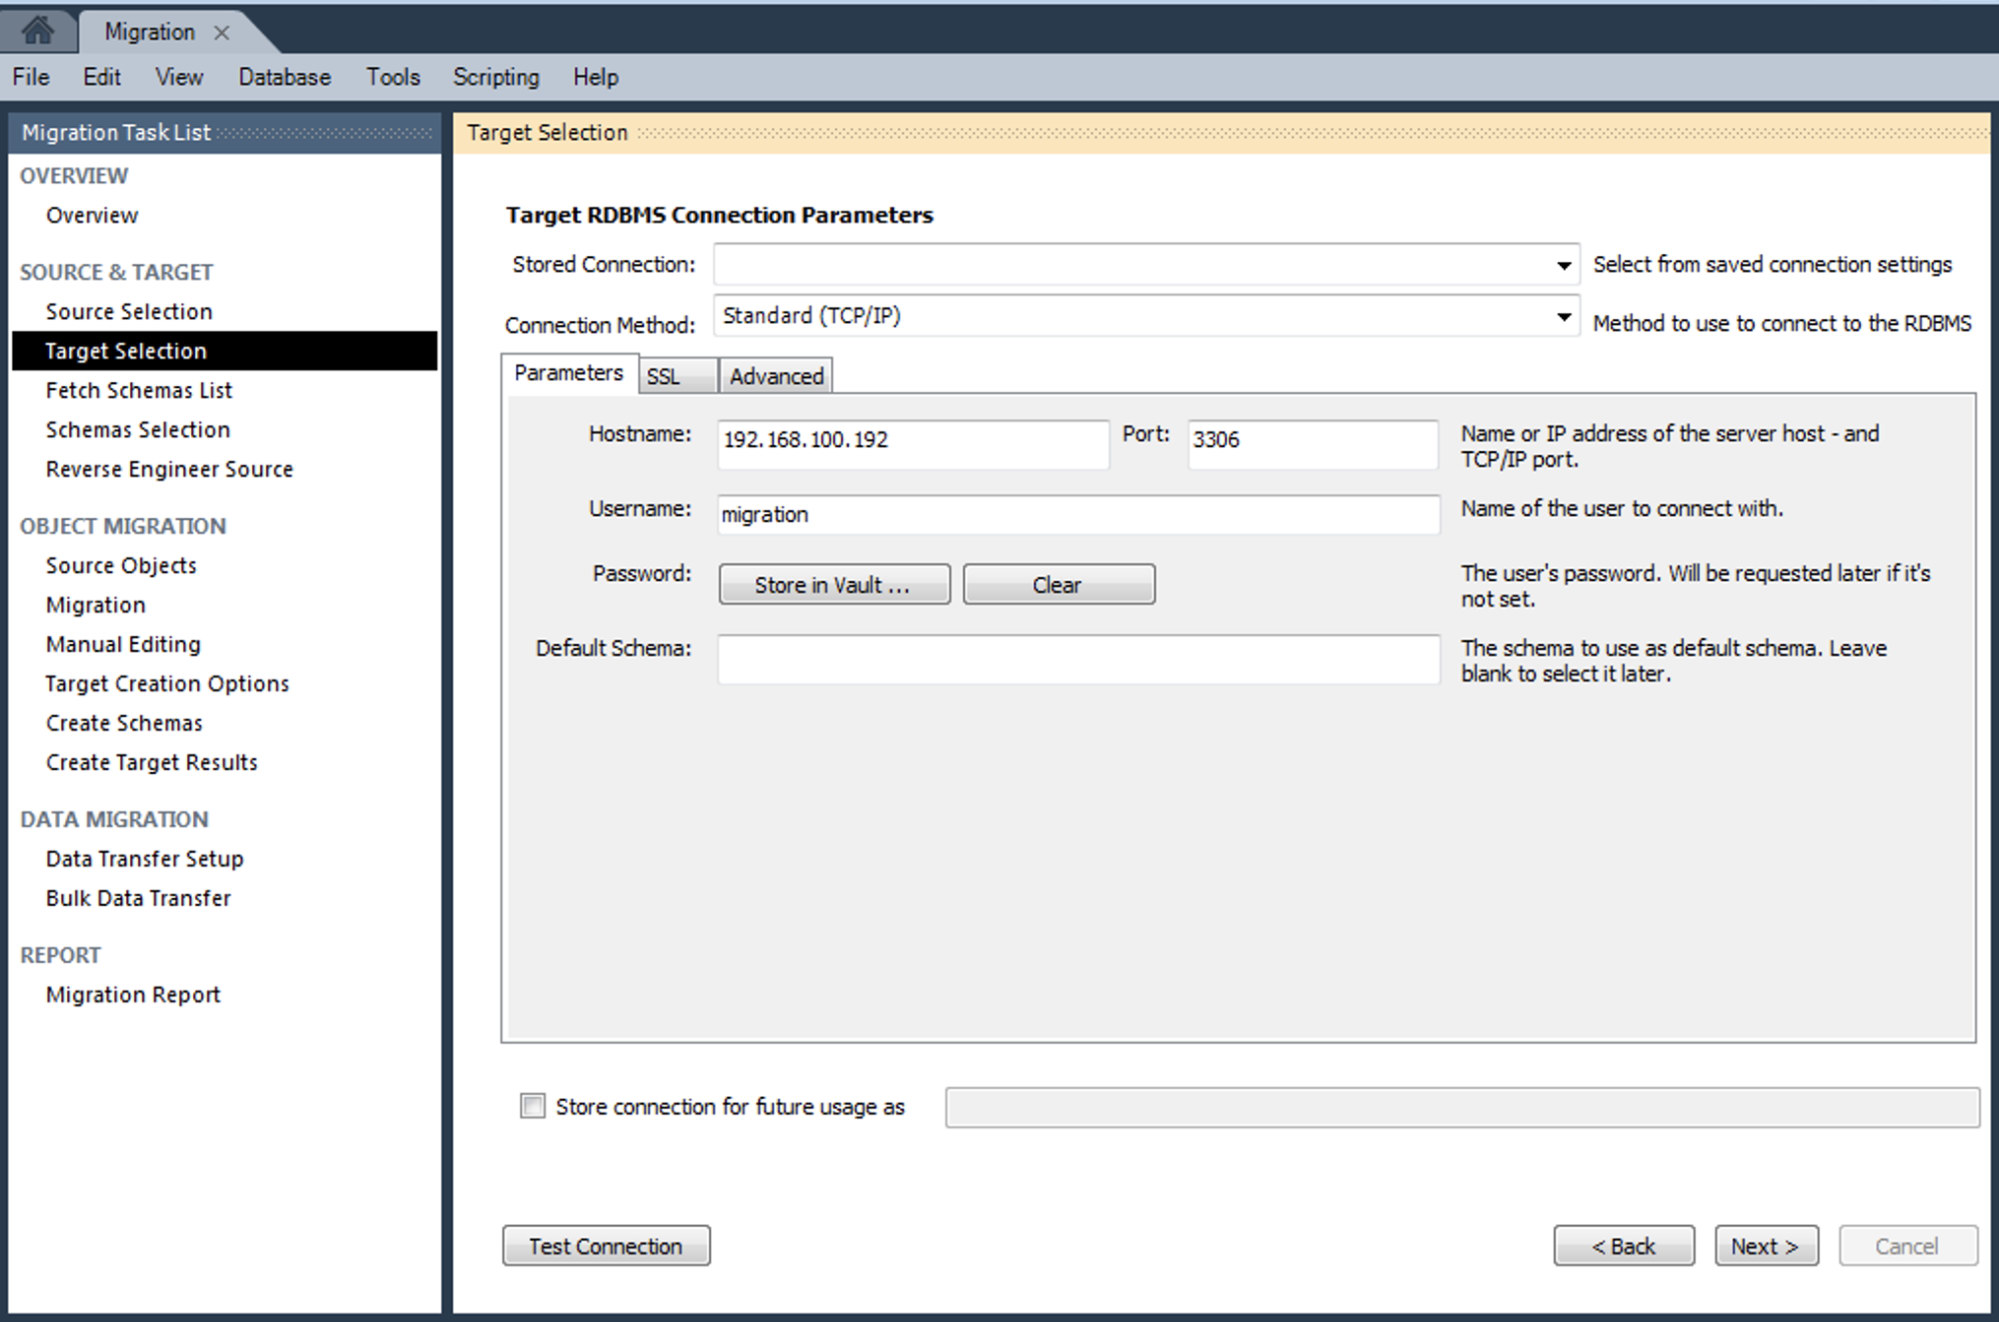 Migration ×
File Edit View Database Tools Scripting Help
Migration Task List
OVERVIEW
Overview
SOURCE & TARGET
Source Selection
Target Selection
Fetch Schemas List
Schemas Selection
Reverse Engineer Source
OBJECT MIGRATION
Source Objects
Migration
Manual Editing
Target Creation Options
Create Schemas
Create Target Results
DATA MIGRATION
Data Transfer Setup
Bulk Data Transfer
REPORT
Migration Report
Target Selection
Target RDBMS Connection Parameters
Stored Connection: Select from saved connection settings
Connection Method: Standard (TCP/IP) Method to use to connect to the RDBMS
Parameters SSL Advanced
Hostname: 192.168.100.192 Port: 3306 Name or IP address of the server host - and
TCP/IP port.
Username: migration Name of the user to connect with.
Password: Store in Vault ... Clear The user's password. Will be requested later if it's
not set.
Default Schema: The schema to use as default schema. Leave
blank to select it later.
Store connection for future usage as
Test Connection < Back Next > Cancel